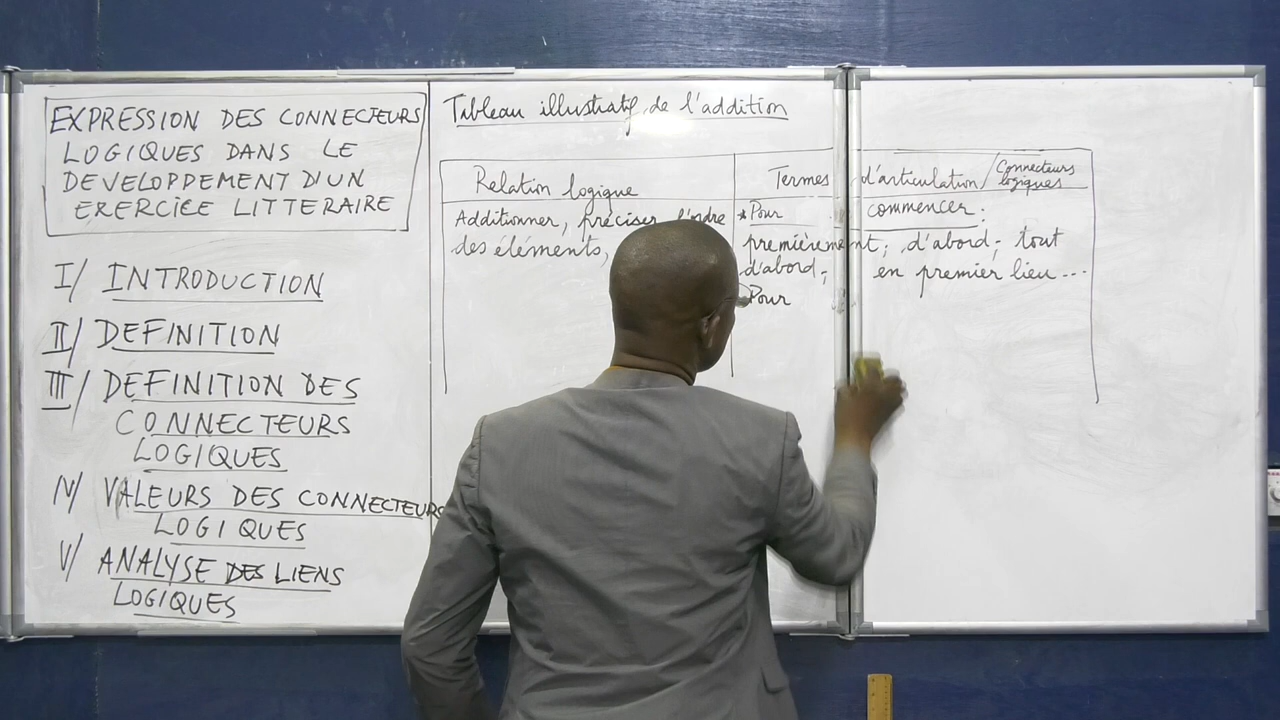 EXPRESSION DES CONNECTEURS
LOGIQUES DANS LE
DEVELOPPEMENT D'UN
EXERCICE LITTERAIRE
I/ INTRODUCTION
II/ DEFINITION
III/ DEFINITION DES
CONNECTEURS
LOGIQUES
IV/ VALEURS DES CONNECTEURS
LOGIQUES
V/ ANALYSE DES LIENS
LOGIQUES
Tableau illustratif de l'addition
Relation logique
Additionner, préciser l'ordre
des éléments,
Termes d'articulation / Connecteurs
logiques
* Pour commencer:
premièrement; d'abord; tout
d'abord; en premier lieu ...
Pour